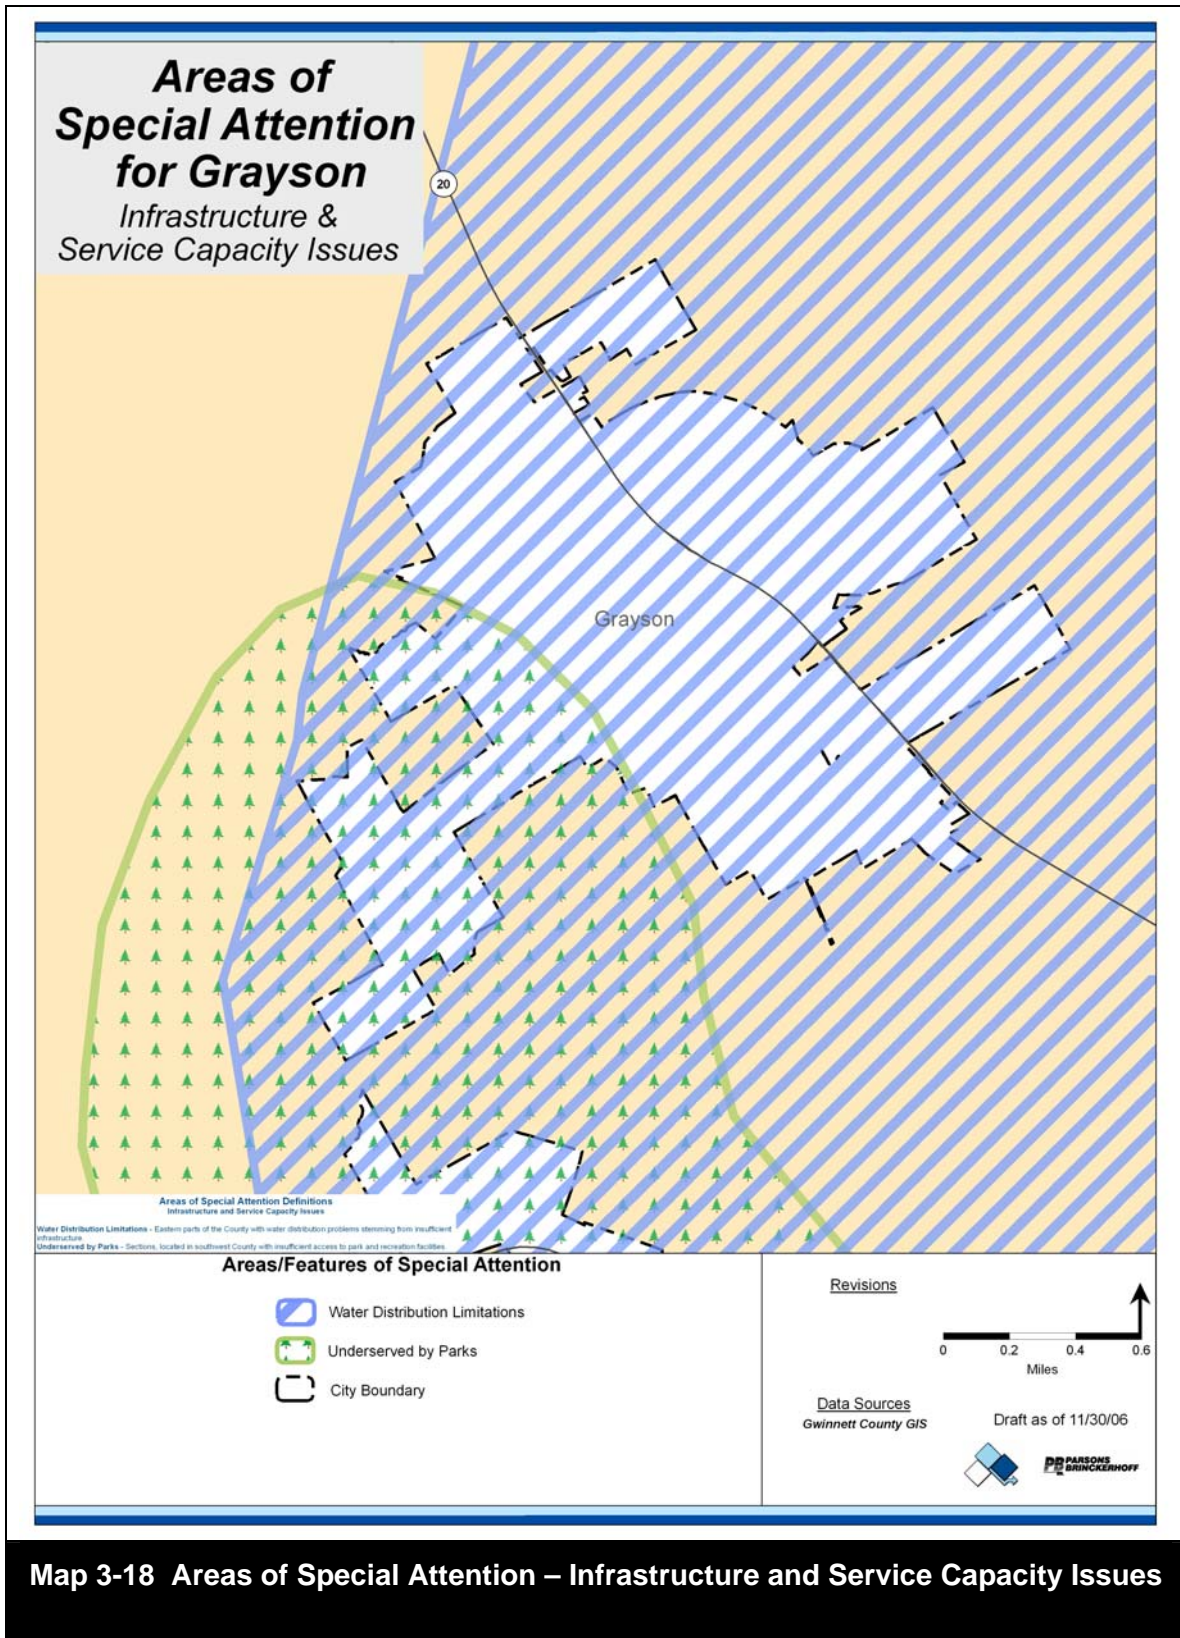 Areas of
Special Attention
for Grayson
Infrastructure &
Service Capacity Issues
20
Grayson
Areas of Special Attention Definitions
Infrastructure and Service Capacity Issues
Water Distribution Limitations - Eastern parts of the County with water distribution problems stemming from insufficient
infrastructure
Underserved by Parks - Sections, located in southwest County with insufficient access to park and recreation facilities
Areas/Features of Special Attention
Water Distribution Limitations
Underserved by Parks
City Boundary
Revisions
0 0.2 0.4 0.6
Miles
Data Sources
Gwinnett County GIS
Draft as of 11/30/06
PB PARSONS
BRINCKERHOFF
Map 3-18 Areas of Special Attention – Infrastructure and Service Capacity Issues